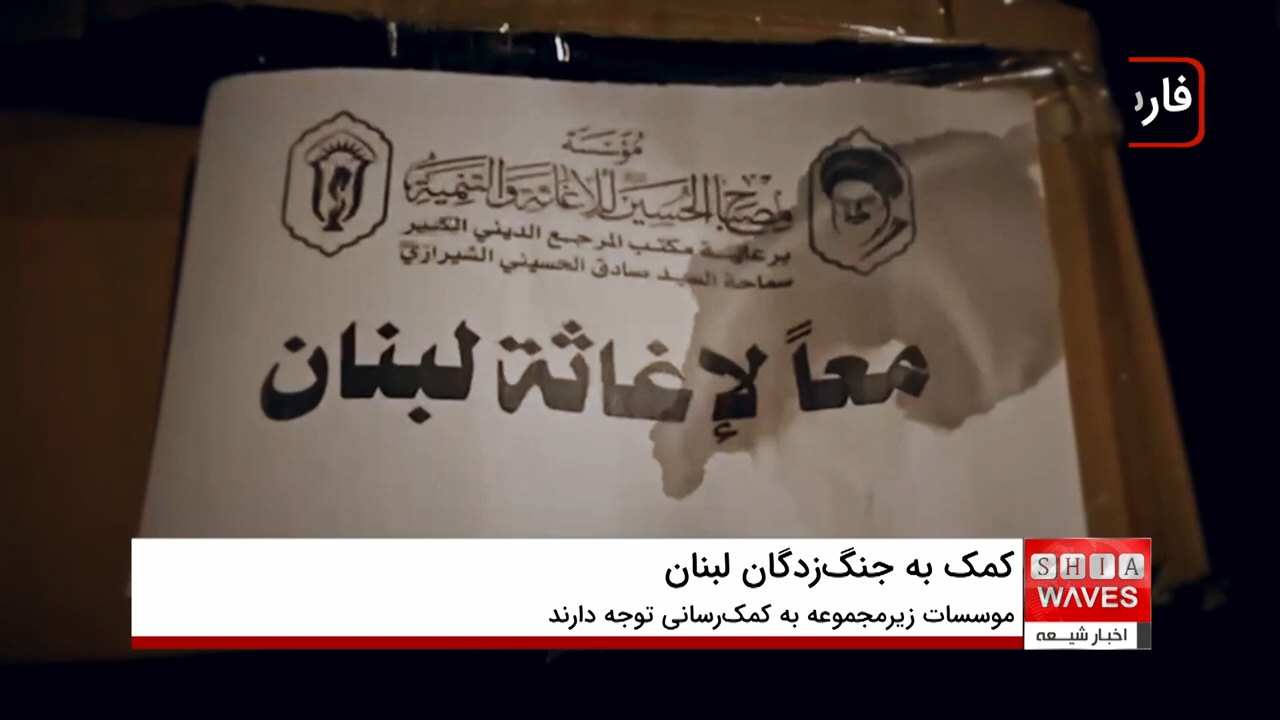 فارس
مؤسسة
مصباح الحسين للإغاثة والتنمية
برعاية مكتب المرجع الديني الكبير
سماحة السيد صادق الحسيني الشيرازي
معاً لإغاثة لبنان
کمک به جنگ‌زدگان لبنان
موسسات زیرمجموعه به کمک‌رسانی توجه دارند
SHIA
WAVES
اخبار شیعه